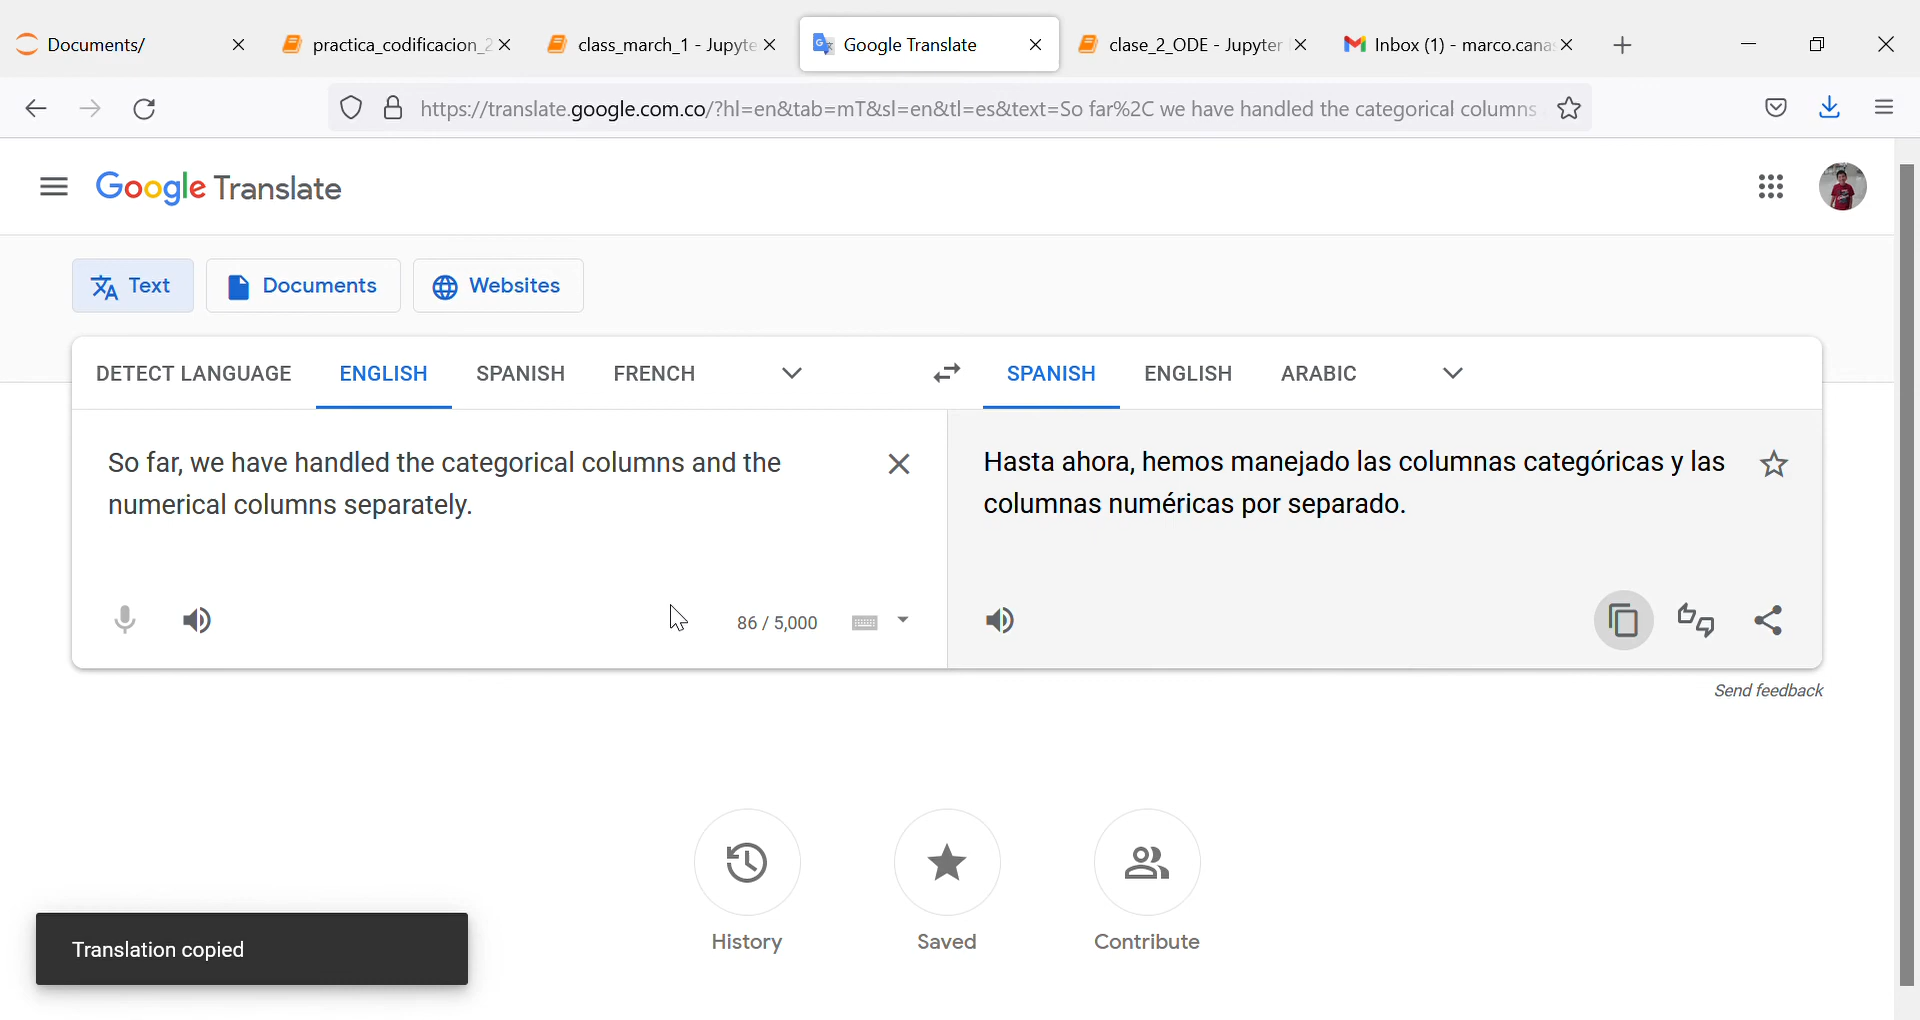 Documents/
practica_codificacion_2
class_march_1 - Jupyte
Google Translate
clase_2_ODE - Jupyter
Inbox (1) - marco.cana
https://translate.google.com.co/?hl=en&tab=mT&sl=en&tl=es&text=So far%2C we have handled the categorical columns
Google Translate
Text
Documents
Websites
DETECT LANGUAGE
ENGLISH
SPANISH
FRENCH
SPANISH
ENGLISH
ARABIC
So far, we have handled the categorical columns and the
numerical columns separately.
86 / 5,000
Hasta ahora, hemos manejado las columnas categóricas y las
columnas numéricas por separado.
Send feedback
History
Saved
Contribute
Translation copied